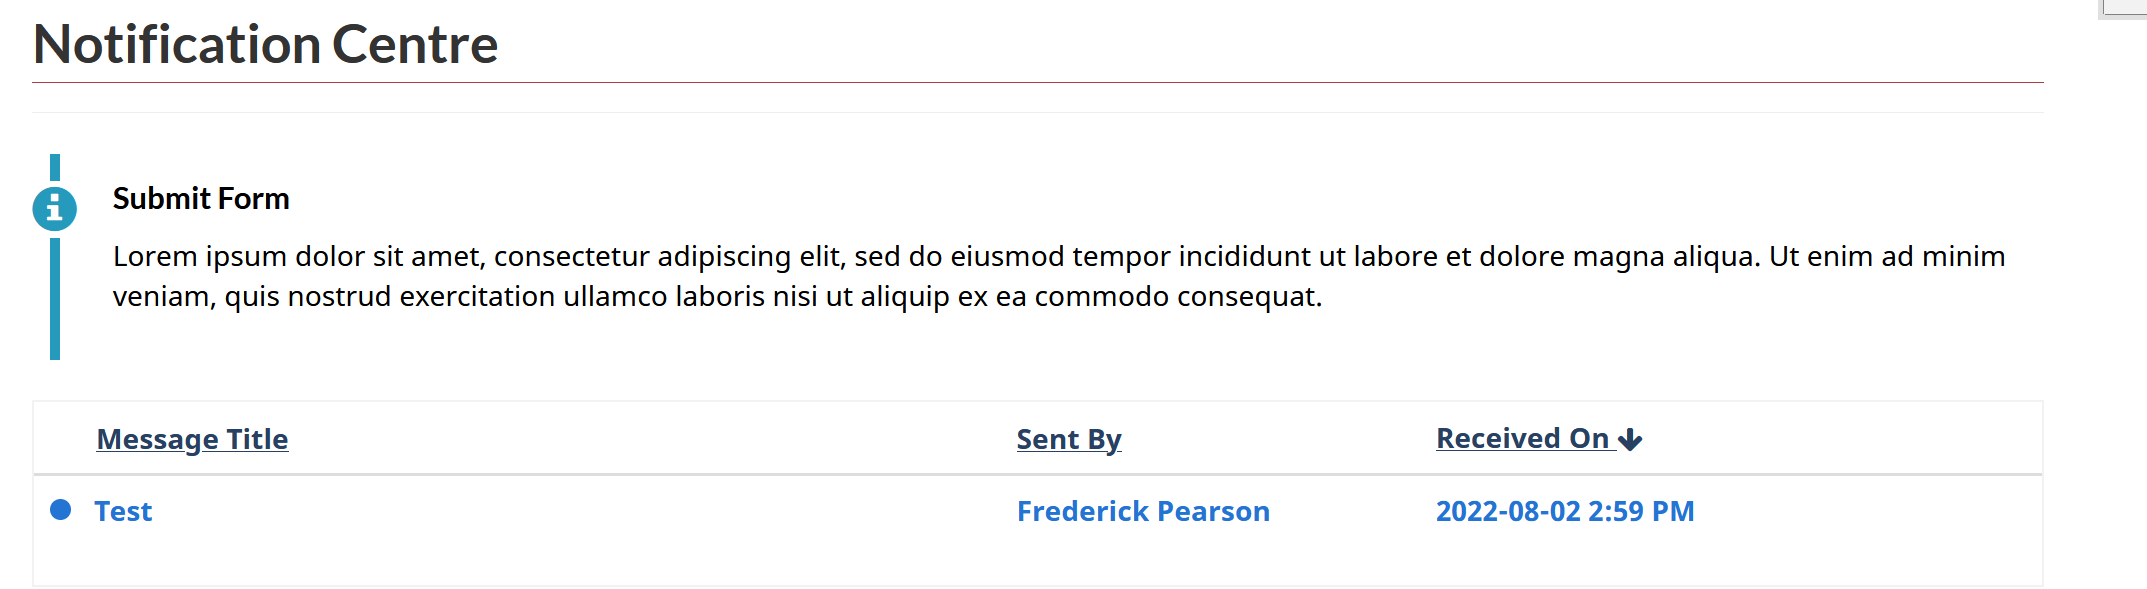 Notification Centre
Submit Form
Lorem ipsum dolor sit amet, consectetur adipiscing elit, sed do eiusmod tempor incididunt ut labore et dolore magna aliqua. Ut enim ad minim
veniam, quis nostrud exercitation ullamco laboris nisi ut aliquip ex ea commodo consequat.
Message Title Sent By Received On
Test Frederick Pearson 2022-08-02 2:59 PM